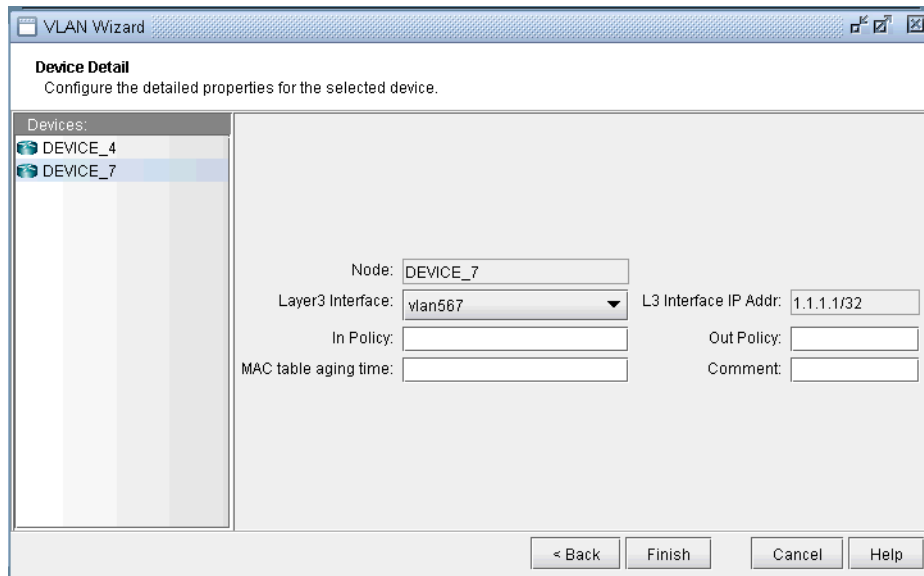 VLAN Wizard
Device Detail
Configure the detailed properties for the selected device.
Devices:
DEVICE_4
DEVICE_7
Node: DEVICE_7
Layer3 Interface: vlan567 L3 Interface IP Addr: 1.1.1.1/32
In Policy: Out Policy:
MAC table aging time: Comment:
< Back Finish Cancel Help